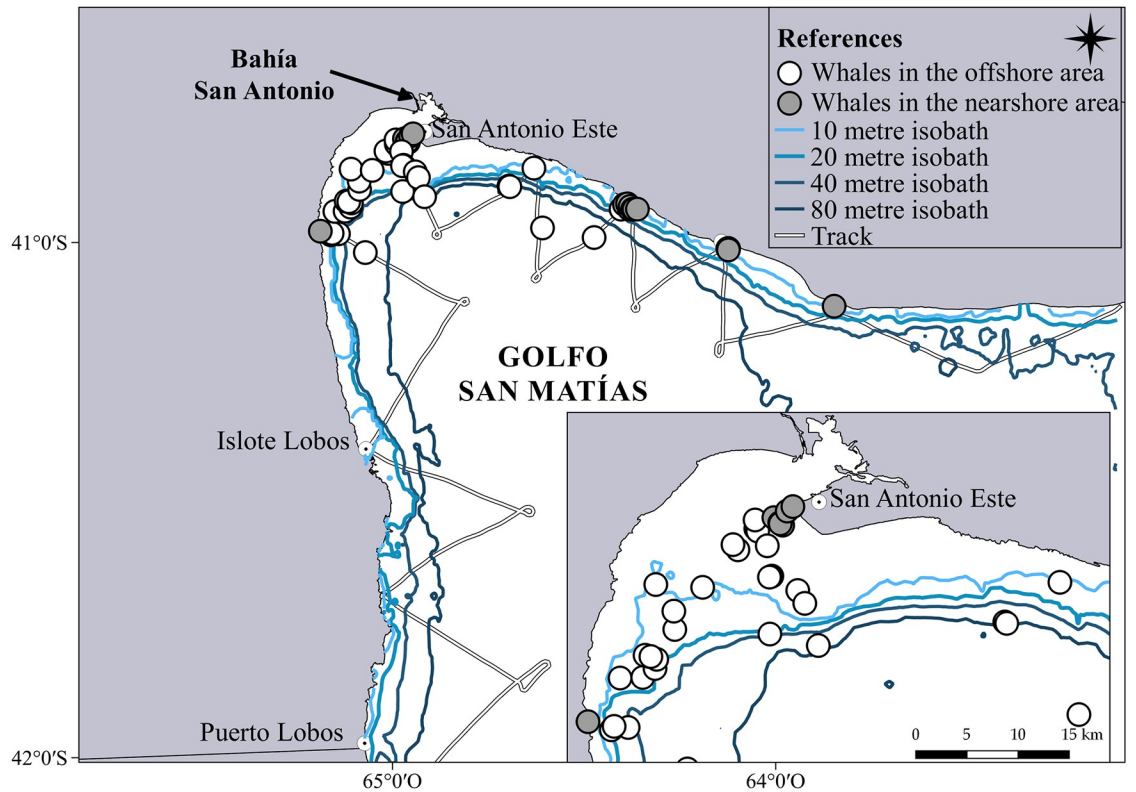 Bahía
San Antonio
San Antonio Este
References
Whales in the offshore area
Whales in the nearshore area
10 metre isobath
20 metre isobath
40 metre isobath
80 metre isobath
Track
41°0′S
GOLFO
SAN MATÍAS
Islote Lobos
San Antonio Este
Puerto Lobos
0 5 10 15 km
42°0′S
65°0′O
64°0′O